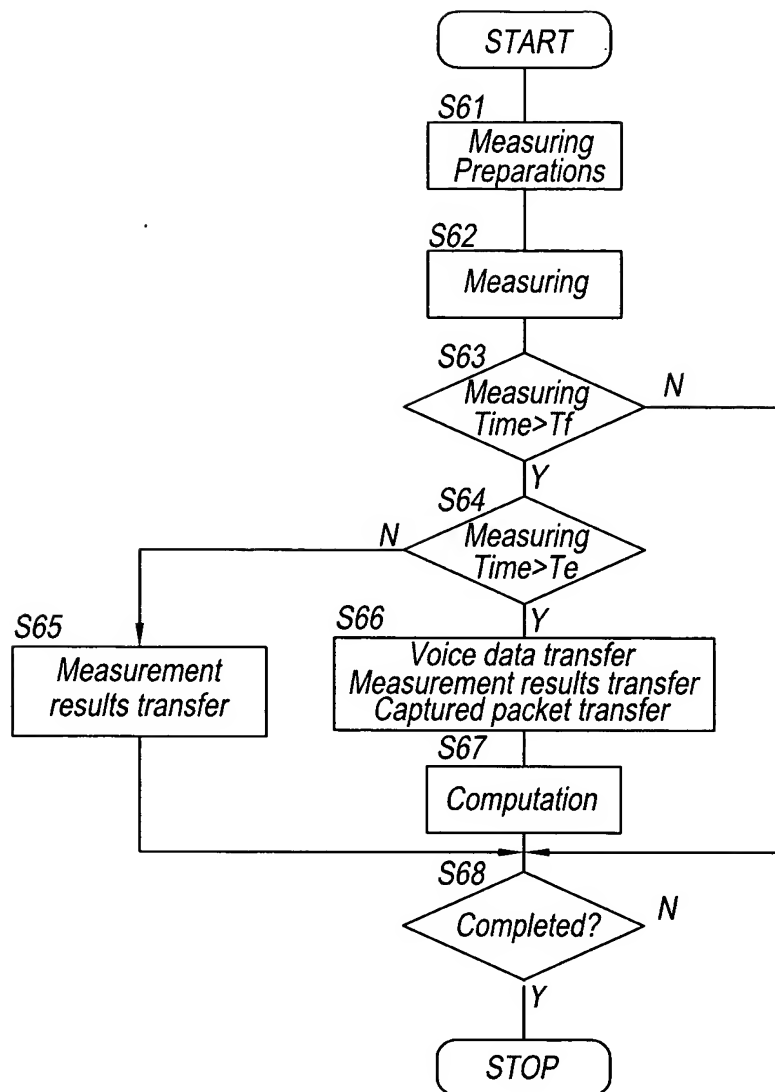 START
S61
Measuring
Preparations
S62
Measuring
S63
Measuring
Time>Tf
N
Y
S64
N
Measuring
Time>Te
Y
S65
Measurement
results transfer
S66
Voice data transfer
Measurement results transfer
Captured packet transfer
S67
Computation
S68
Completed?
N
Y
STOP